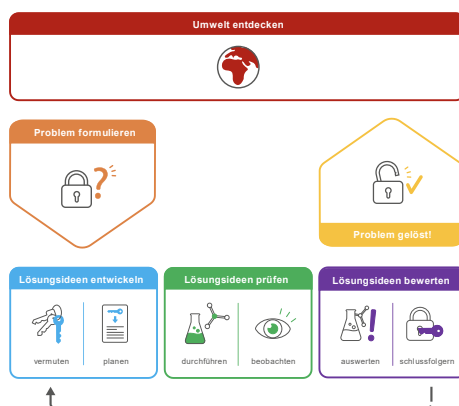 Umwelt entdecken
Problem formulieren
Problem gelöst!
Lösungsideen entwickeln
vermuten
planen
Lösungsideen prüfen
durchführen
beobachten
Lösungsideen bewerten
auswerten
schlussfolgern